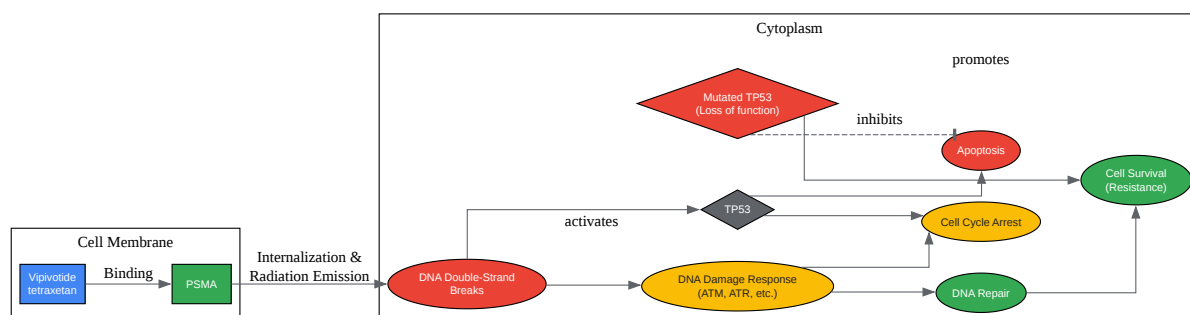 Cytoplasm
promotes
Mutated TP53
(Loss of function)
inhibits
Apoptosis
Cell Survival
(Resistance)
TP53
activates
Cell Cycle Arrest
Cell Membrane
Vipivotide
tetraxetan
Binding
PSMA
Internalization &
Radiation Emission
DNA Double-Strand
Breaks
DNA Damage Response
(ATM, ATR, etc.)
DNA Repair